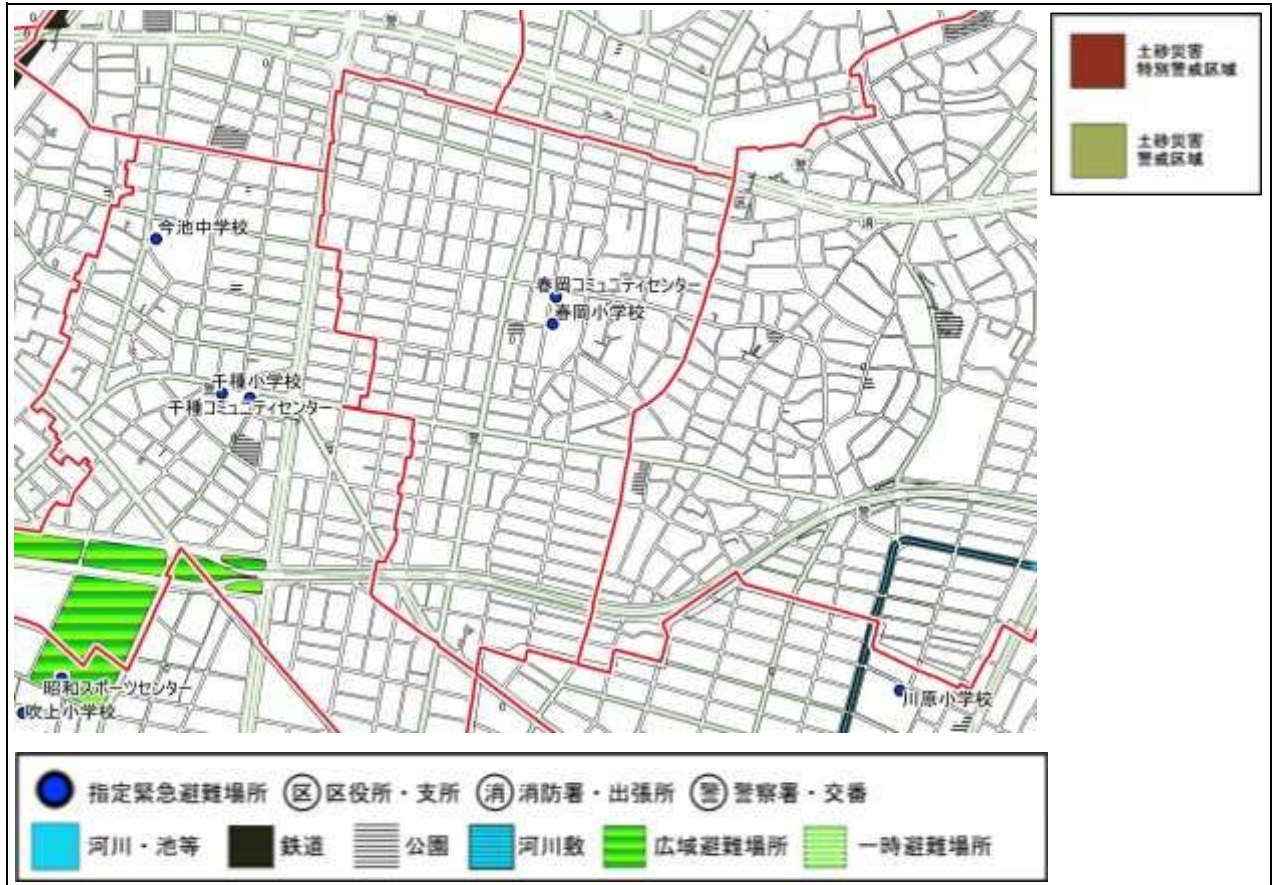 土砂災害
特別警戒区域
土砂災害
警戒区域
警
警
区
消
今池中学校
春岡コミュニティセンター
春岡小学校
千種小学校
千種コミュニティセンター
昭和スポーツセンター
吹上小学校
川原小学校
指定緊急避難場所 区 区役所・支所 消 消防署・出張所 警 警察署・交番
河川・池等 鉄道 公園 河川敷 広域避難場所 一時避難場所